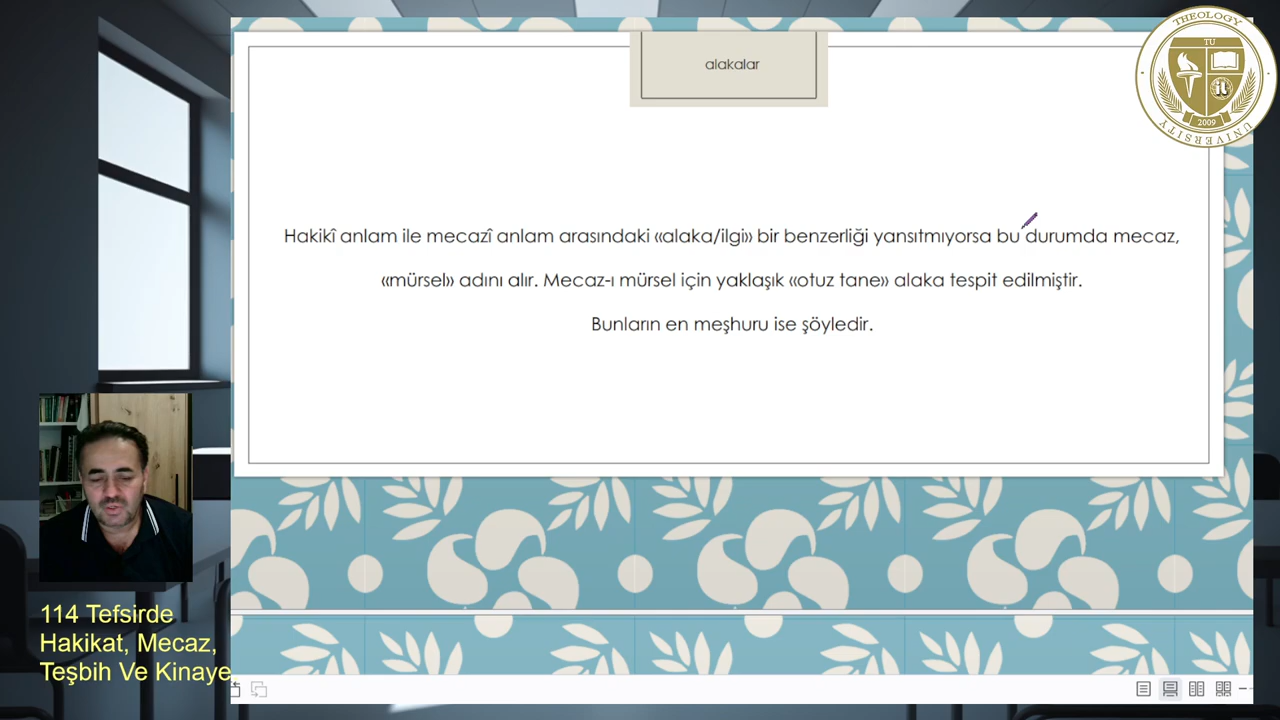 alakalar
THEOLOGY
TU
2009
UNIVERSITY
Hakikî anlam ile mecazî anlam arasındaki «alaka/ilgi» bir benzerliği yansıtmıyorsa bu durumda mecaz,
«mürsel» adını alır. Mecaz-ı mürsel için yaklaşık «otuz tane» alaka tespit edilmiştir.
Bunların en meşhuru ise şöyledir.
114 Tefsirde
Hakikat, Mecaz,
Teşbih Ve Kinaye